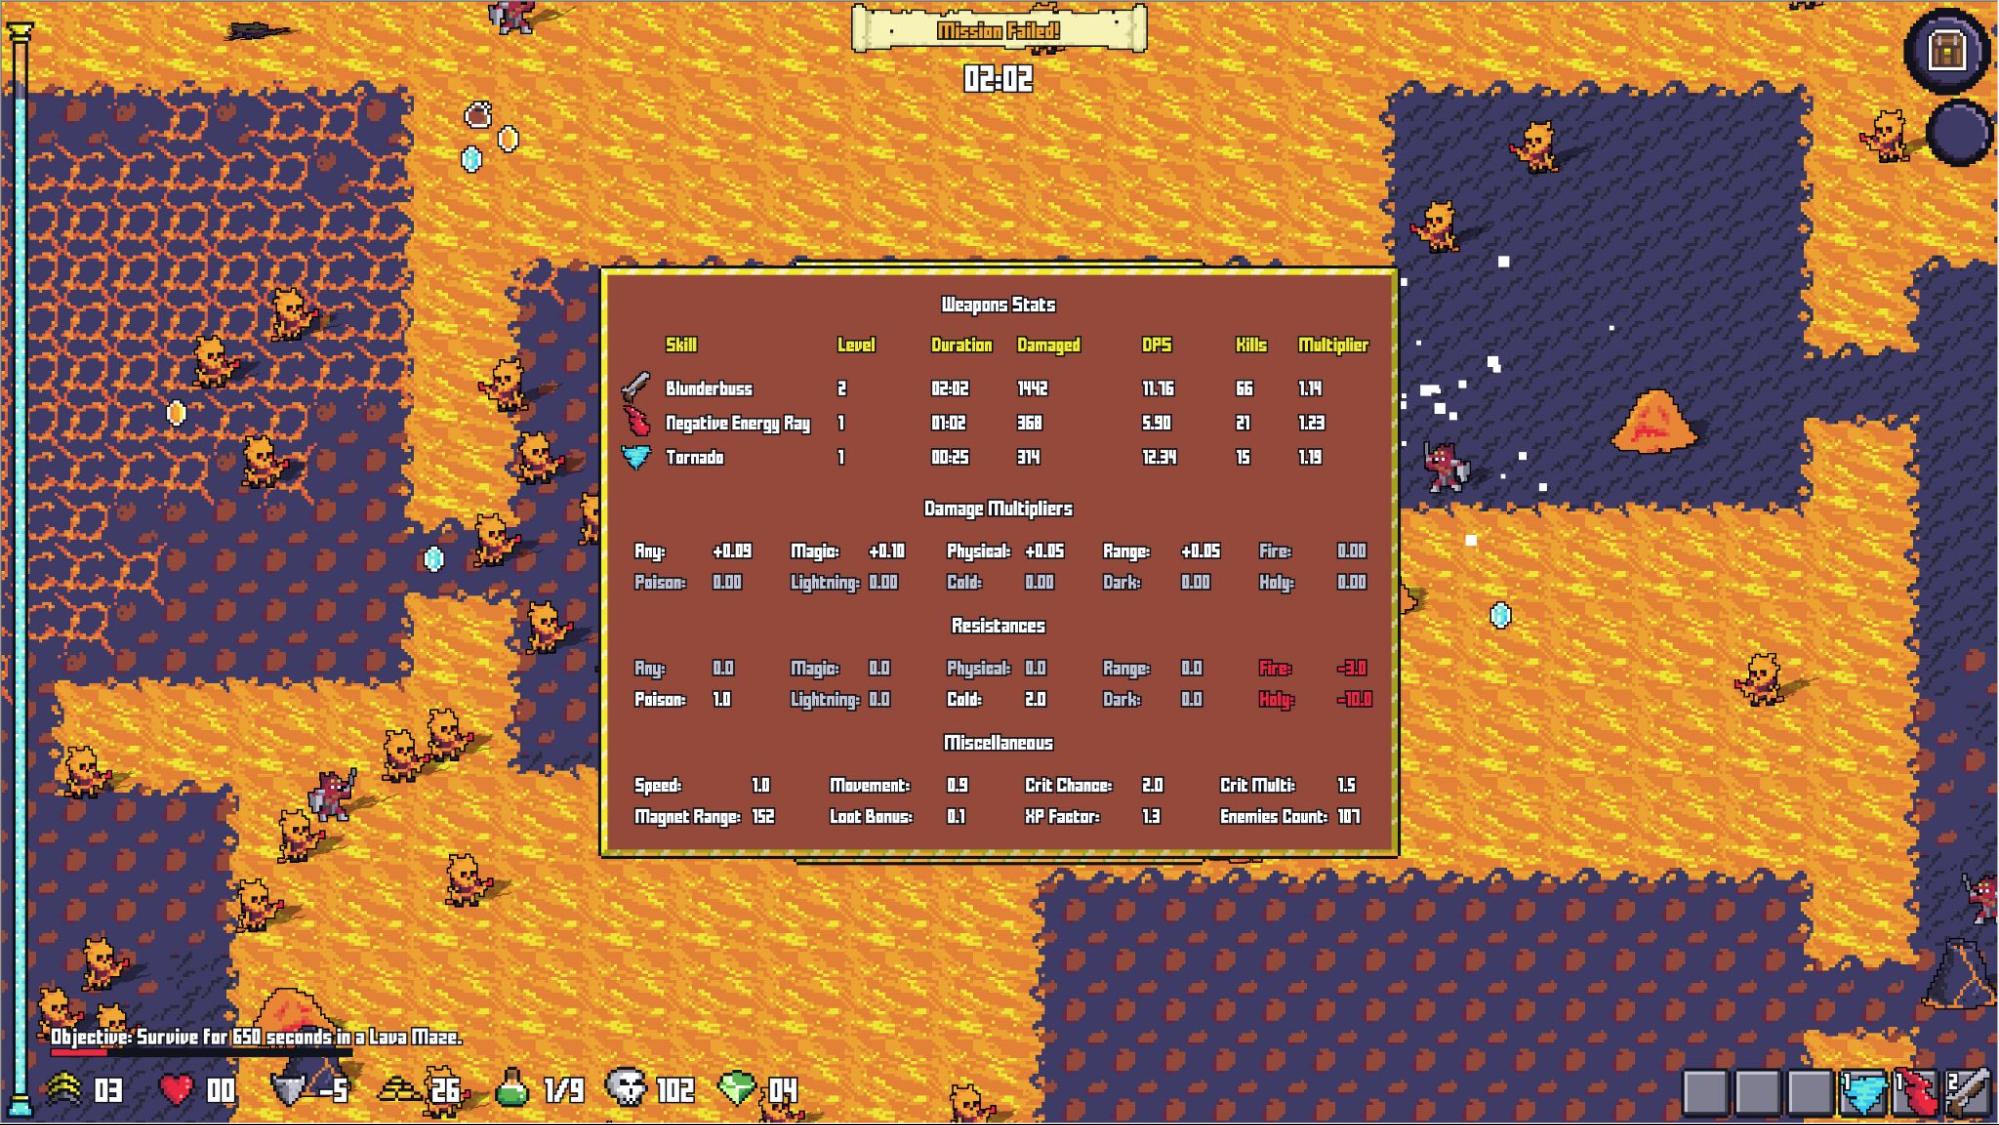 Mission Failed!
02:02
Weapons Stats
Skill Level Duration Damaged DPS Kills Multiplier
Blunderbuss 2 02:02 1442 11.76 66 1.14
Negative Energy Ray 1 01:02 368 5.90 21 1.23
Tornado 1 00:25 314 12.34 15 1.19
Damage Multipliers
Any: +0.09 Magic: +0.10 Physical: +0.05 Range: +0.05 Fire: 0.00
Poison: 0.00 Lightning: 0.00 Cold: 0.00 Dark: 0.00 Holy: 0.00
Resistances
Any: 0.0 Magic: 0.0 Physical: 0.0 Range: 0.0 Fire: -3.0
Poison: 1.0 Lightning: 0.0 Cold: 2.0 Dark: 0.0 Holy: -10.0
Miscellaneous
Speed: 1.0 Movement: 0.9 Crit Chance: 2.0 Crit Multi: 1.5
Magnet Range: 152 Loot Bonus: 0.1 XP Factor: 1.3 Enemies Count: 107
Objective: Survive for 650 seconds in a Lava Maze.
03 00 -5 26 1/9 102 04
1 1 2